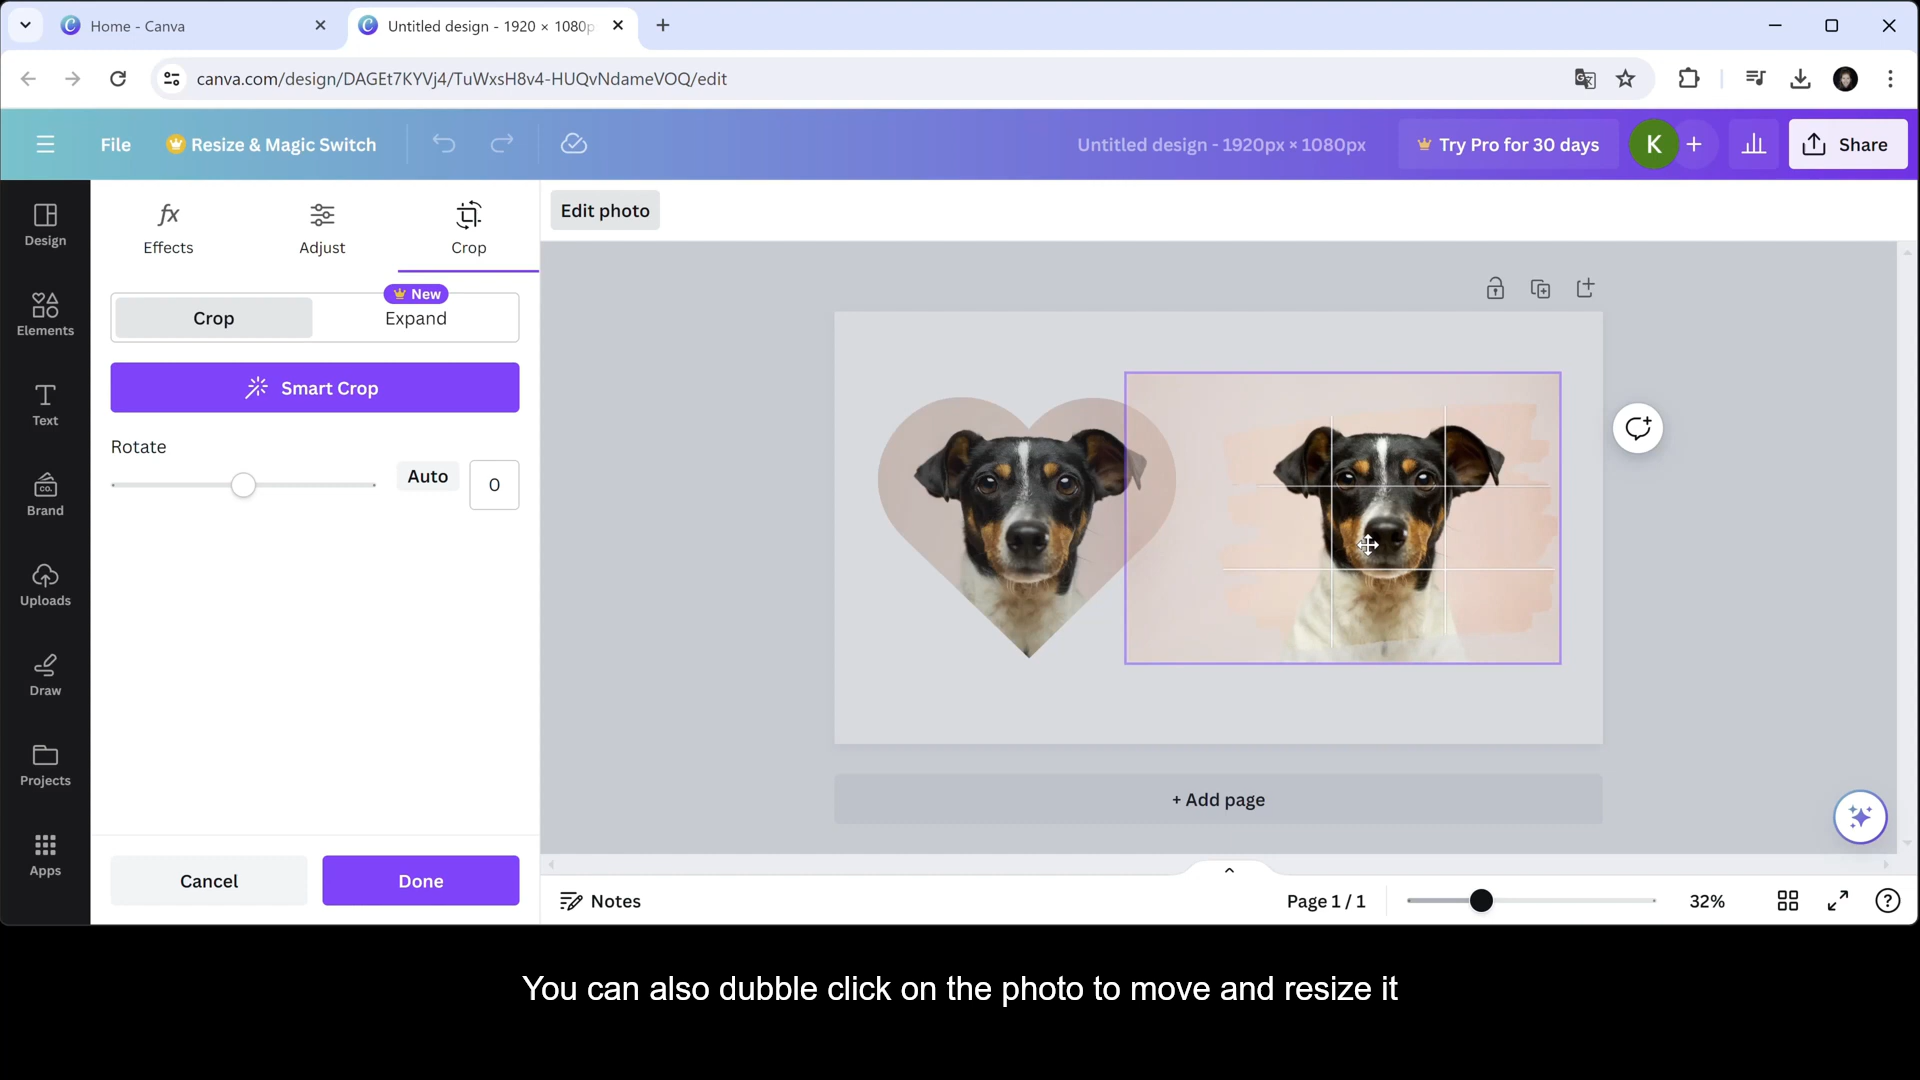 Home - Canva
Untitled design - 1920 × 1080p
canva.com/design/DAGEt7KYVj4/TuWxsH8v4-HUQvNdameVOQ/edit
File
Resize & Magic Switch
Untitled design - 1920px × 1080px
Try Pro for 30 days
K
Share
Design
Elements
Text
CO.
Brand
Uploads
Draw
Projects
Apps
fx
Effects
Adjust
Crop
Edit photo
New
Crop
Expand
Smart Crop
Rotate
Auto
0
Cancel
Done
+ Add page
Notes
Page 1 / 1
32%
You can also dubble click on the photo to move and resize it